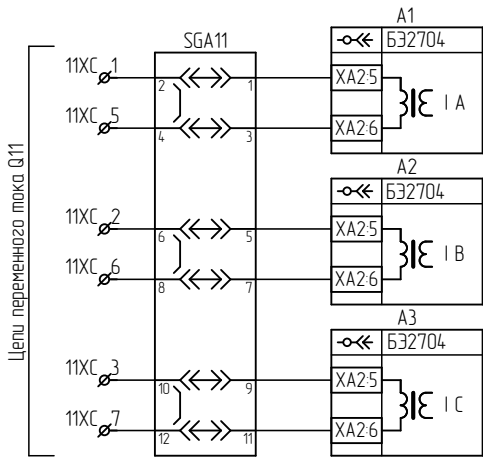 A1
SGA11
БЭ2704
11XC 1
2
1
XA2:5
I A
11XC 5
4
3
XA2:6
A2
БЭ2704
11XC 2
6
5
XA2:5
I B
11XC 6
8
7
XA2:6
A3
БЭ2704
11XC 3
10
9
XA2:5
I C
11XC 7
12
11
XA2:6
Цепи переменного тока Q11